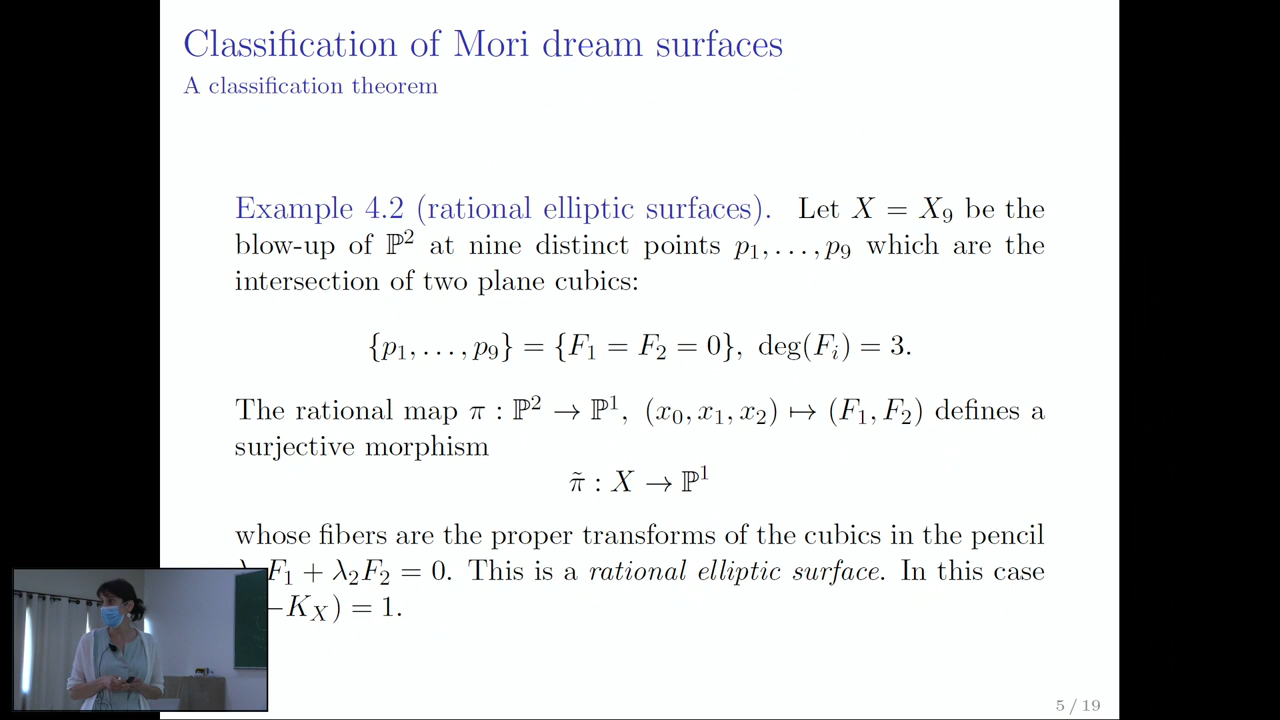 Classification of Mori dream surfaces
A classification theorem
Example 4.2 (rational elliptic surfaces). Let X = X₉ be the
blow-up of ℙ² at nine distinct points p₁, . . . , p₉ which are the
intersection of two plane cubics:
{p₁, . . . , p₉} = {F₁ = F₂ = 0}, deg(Fᵢ) = 3.
The rational map π : ℙ² → ℙ¹, (x₀, x₁, x₂) ↦ (F₁, F₂) defines a
surjective morphism
π̃ : X → ℙ¹
whose fibers are the proper transforms of the cubics in the pencil
F₁ + λ₂F₂ = 0. This is a rational elliptic surface. In this case
−K_X) = 1.
5 / 19